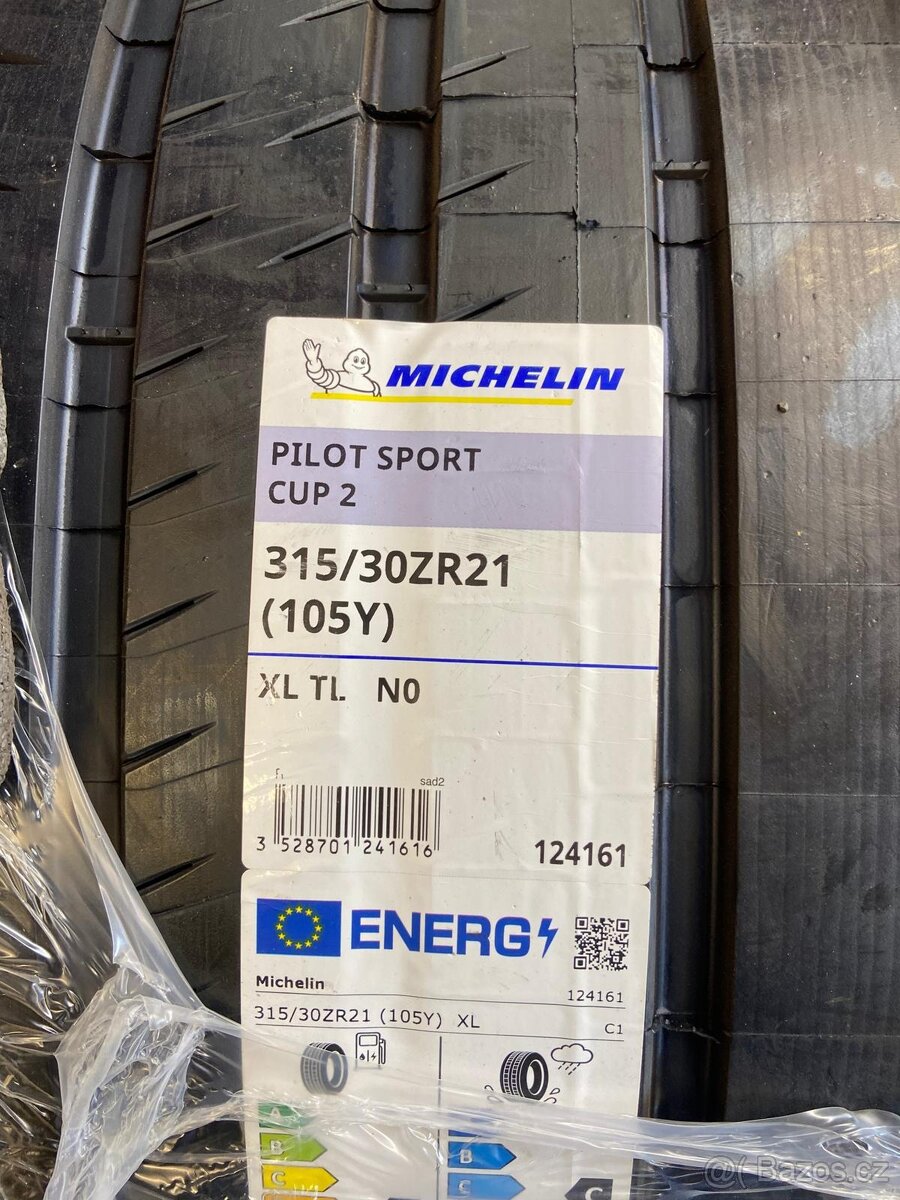 MICHELIN
PILOT SPORT
CUP 2
315/30ZR21
(105Y)
XL TL N0
sad2
3 528701 241616
124161
ENERG
Michelin
124161
315/30ZR21 (105Y) XL
C1
A
B
B
C
C
C
Bazos.cz